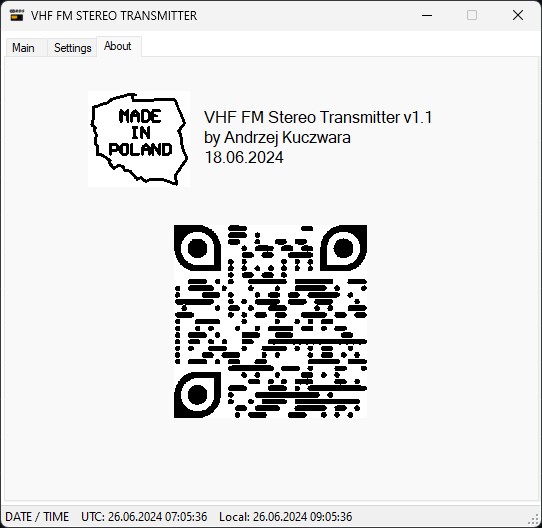 VHF FM STEREO TRANSMITTER
Main Settings About
MADE
IN
POLAND
VHF FM Stereo Transmitter v1.1
by Andrzej Kuczwara
18.06.2024
DATE / TIME UTC: 26.06.2024 07:05:36 Local: 26.06.2024 09:05:36